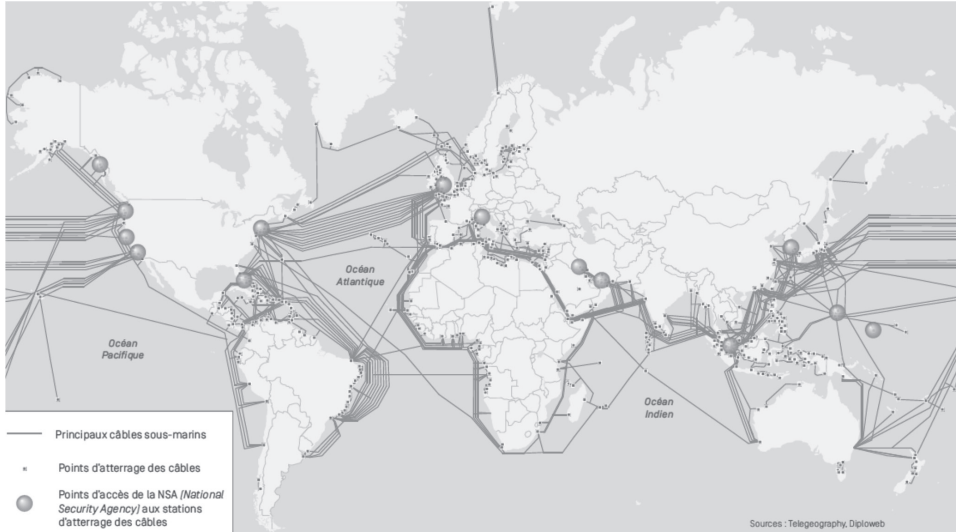 Océan
Atlantique
Océan
Pacifique
Océan
Indien
Principaux câbles sous-marins
Points d'atterrage des câbles
Points d'accès de la NSA (National
Security Agency) aux stations
d'atterrage des câbles
Sources : Telegeography, Diploweb